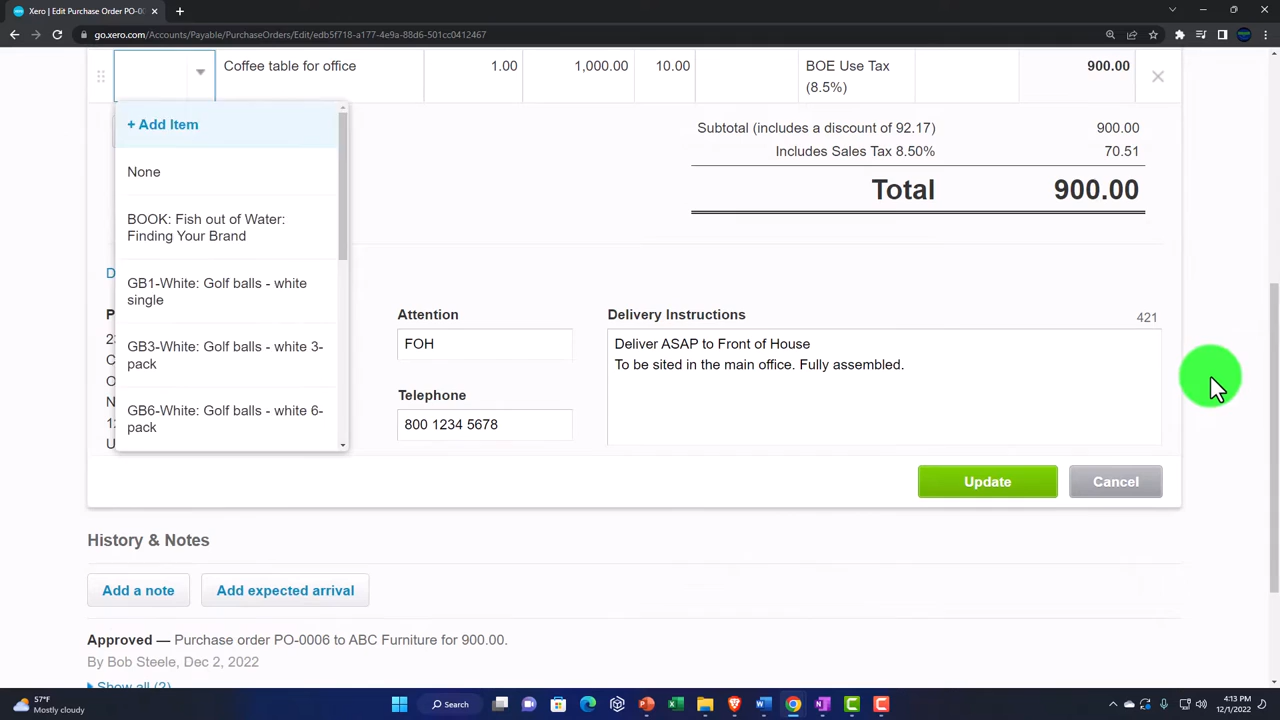 Xero | Edit Purchase Order PO-00
go.xero.com/Accounts/Payable/PurchaseOrders/Edit/edb5f718-a177-4e9a-88d6-501cc0412467
Coffee table for office 1.00 1,000.00 10.00 BOE Use Tax 900.00
(8.5%)
+ Add Item
None
BOOK: Fish out of Water:
Finding Your Brand
GB1-White: Golf balls - white
single
GB3-White: Golf balls - white 3-
pack
GB6-White: Golf balls - white 6-
pack
Subtotal (includes a discount of 92.17) 900.00
Includes Sales Tax 8.50% 70.51
Total 900.00
Attention
FOH
Telephone
800 1234 5678
Delivery Instructions 421
Deliver ASAP to Front of House
To be sited in the main office. Fully assembled.
Update Cancel
History & Notes
Add a note Add expected arrival
Approved — Purchase order PO-0006 to ABC Furniture for 900.00.
By Bob Steele, Dec 2, 2022
Show all (2)
57°F
Mostly cloudy
Search
4:13 PM
12/1/2022